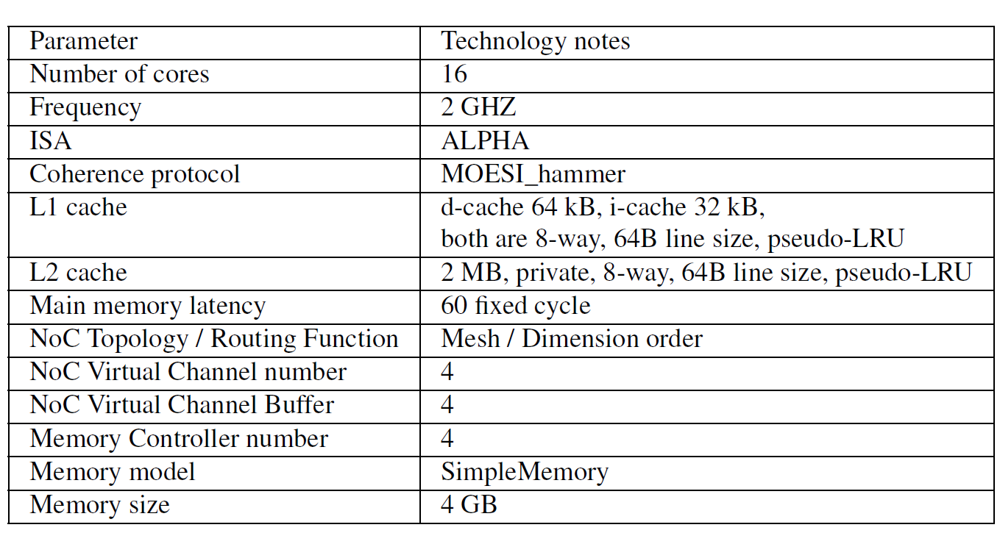 Parameter Technology notes
Number of cores 16
Frequency 2 GHZ
ISA ALPHA
Coherence protocol MOESI_hammer
L1 cache d-cache 64 kB, i-cache 32 kB,
both are 8-way, 64B line size, pseudo-LRU
L2 cache 2 MB, private, 8-way, 64B line size, pseudo-LRU
Main memory latency 60 fixed cycle
NoC Topology / Routing Function Mesh / Dimension order
NoC Virtual Channel number 4
NoC Virtual Channel Buffer 4
Memory Controller number 4
Memory model SimpleMemory
Memory size 4 GB